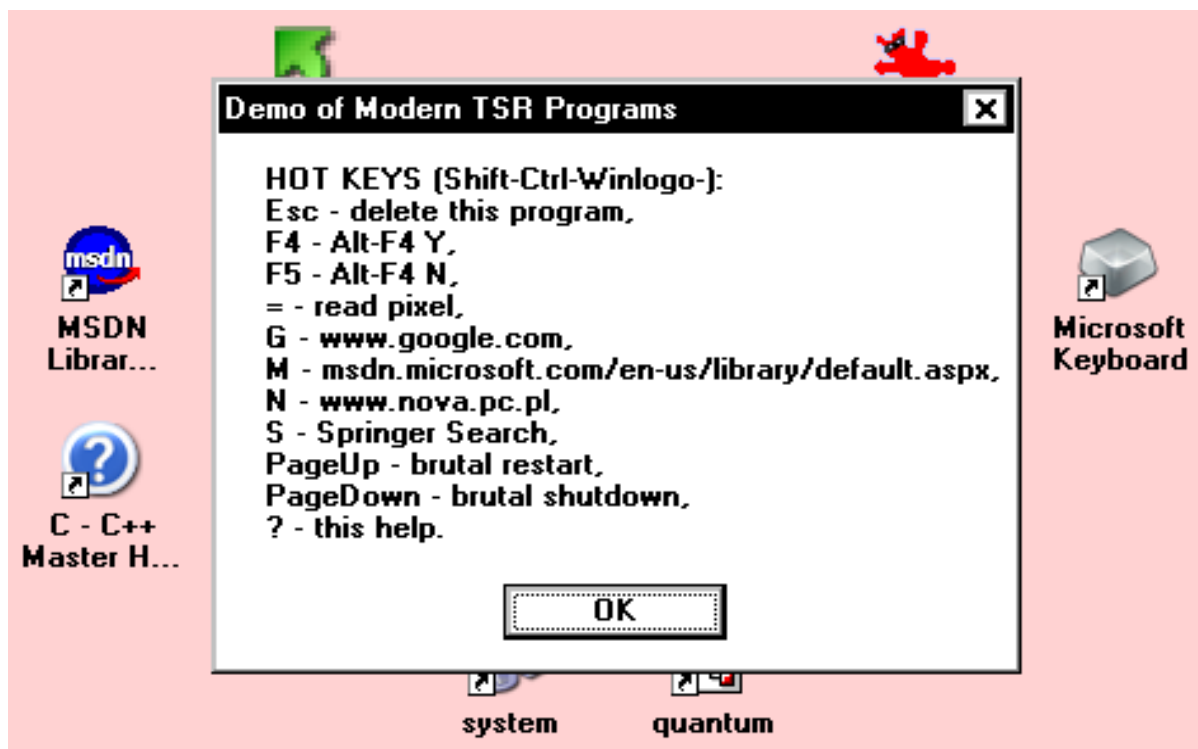 Demo of Modern TSR Programs
HOT KEYS (Shift-Ctrl-Winlogo-):
Esc - delete this program,
F4 - Alt-F4 Y,
F5 - Alt-F4 N,
= - read pixel,
G - www.google.com,
M - msdn.microsoft.com/en-us/library/default.aspx,
N - www.nova.pc.pl,
S - Springer Search,
PageUp - brutal restart,
PageDown - brutal shutdown,
? - this help.
OK
msdn
MSDN
Librar...
C - C++
Master H...
Microsoft
Keyboard
system
quantum